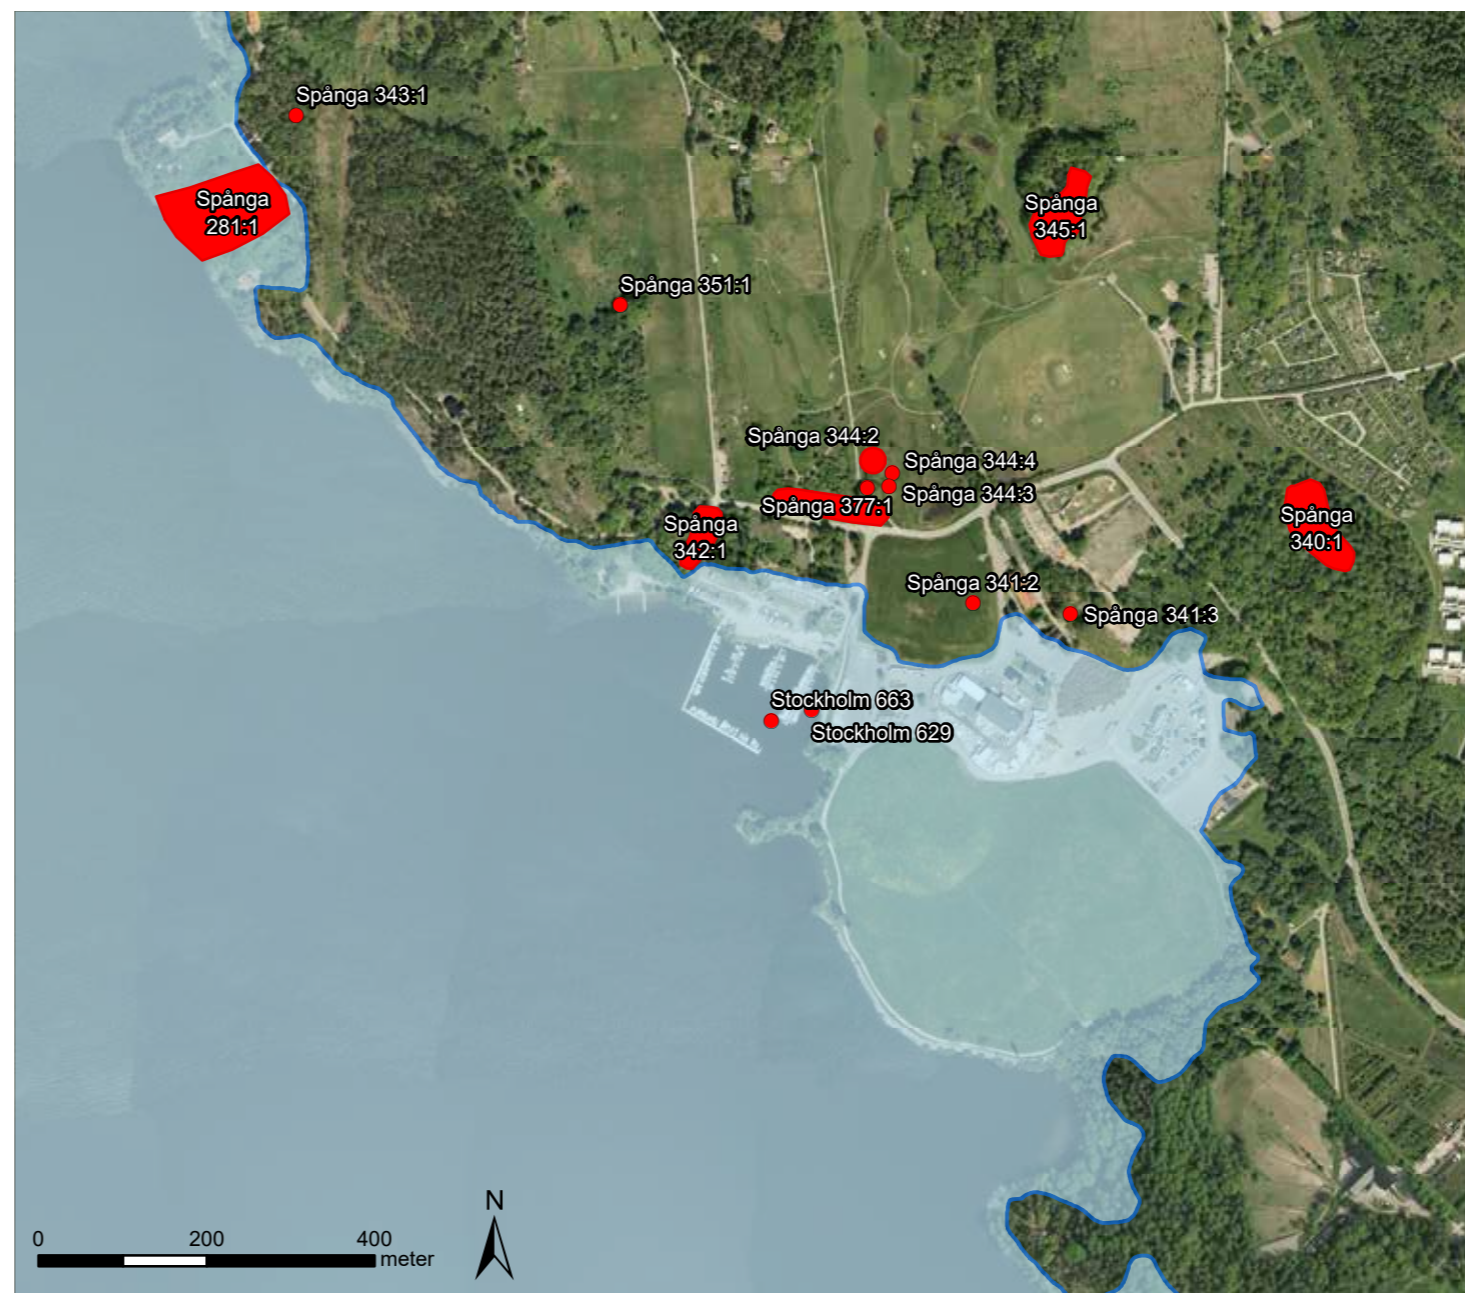 Spånga 343:1
Spånga
281:1
Spånga
345:1
Spånga 351:1
Spånga 344:2
Spånga 344:4
Spånga 344:3
Spånga 377:1
Spånga
342:1
Spånga
340:1
Spånga 341:2
Spånga 341:3
Stockholm 663
Stockholm 629
N
0 200 400
meter